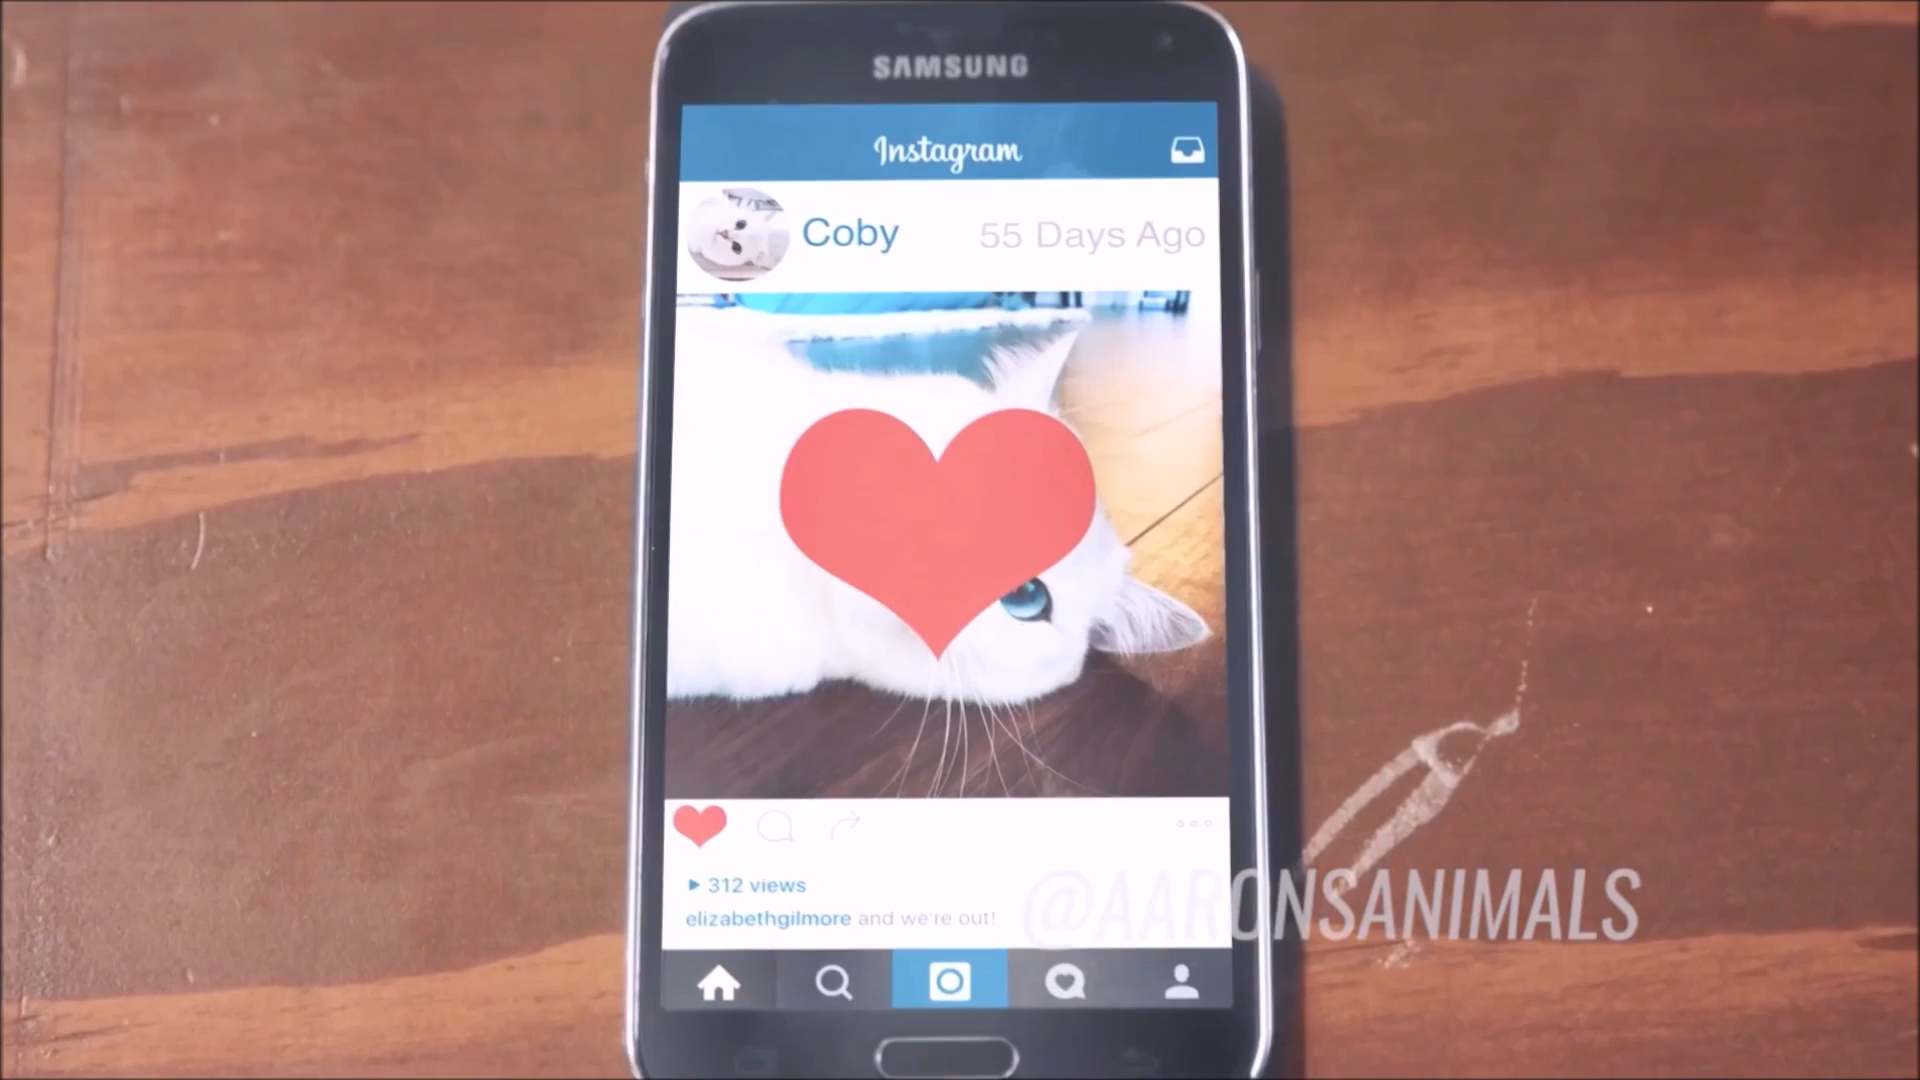 SAMSUNG
Instagram
Coby 55 Days Ago
312 views
elizabethgilmore and we're out!
@AARONSANIMALS